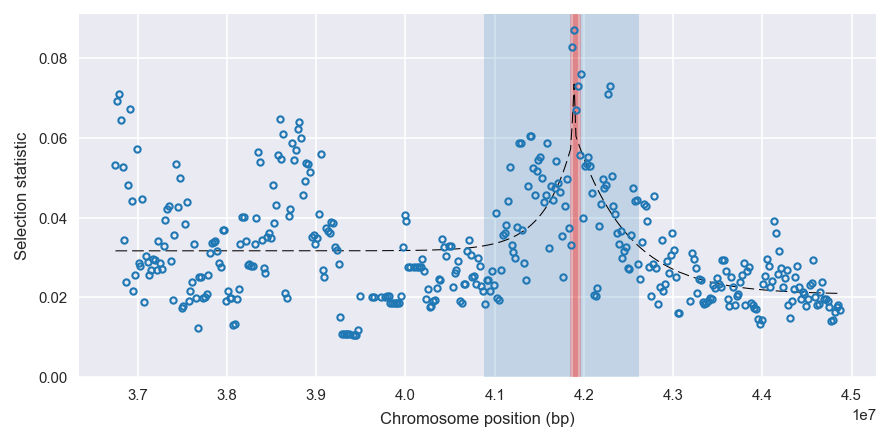 0.08
0.06
0.04
0.02
0.00
Selection statistic
3.7 3.8 3.9 4.0 4.1 4.2 4.3 4.4 4.5
1e7
Chromosome position (bp)